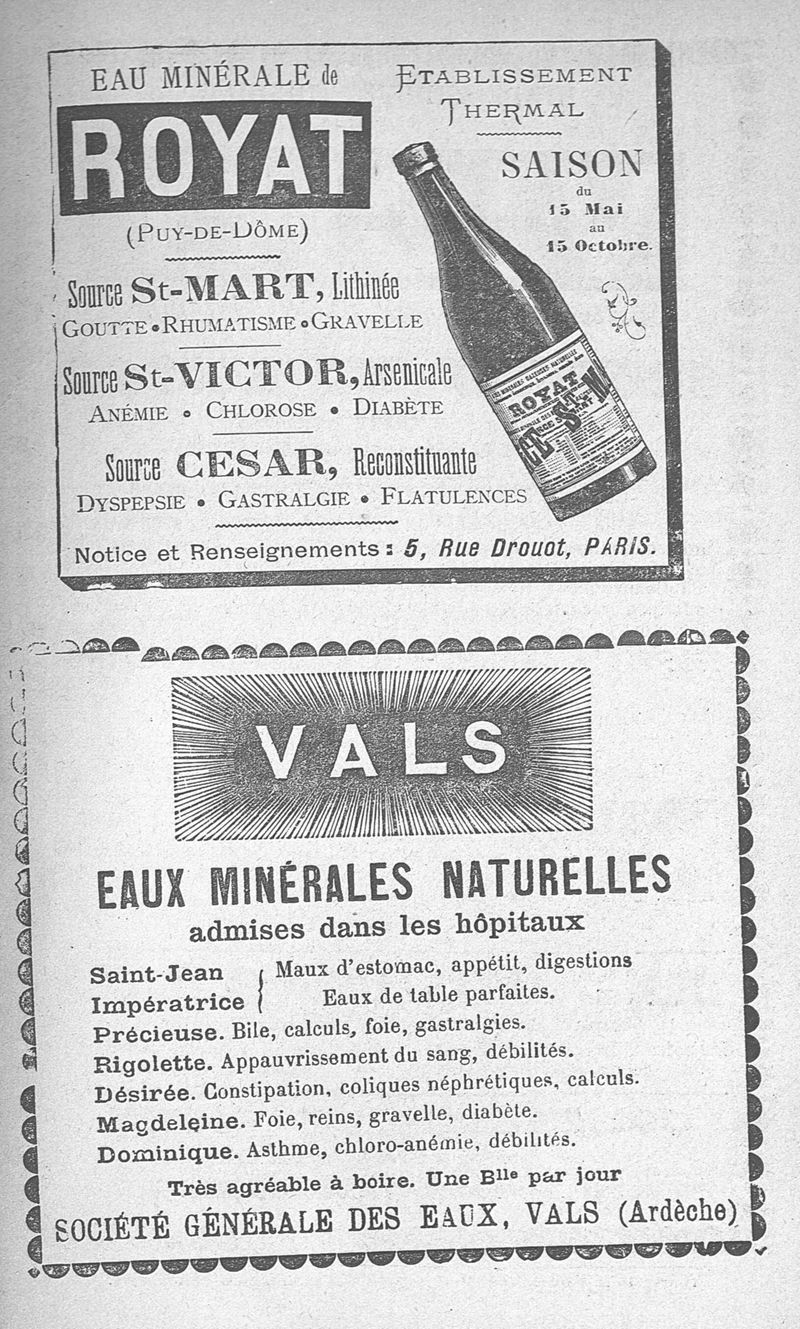 EAU MINÉRALE de
ROYAT
(PUY-DE-DÔME)
ETABLISSEMENT
THERMAL
SAISON
du
15 Mai
au
15 Octobre.
Source St-MART, Lithinée
GOUTTE • RHUMATISME • GRAVELLE
Source St-VICTOR, Arsenicale
ANÉMIE • CHLOROSE • DIABÈTE
Source CESAR, Reconstituante
DYSPEPSIE • GASTRALGIE • FLATULENCES
EAUX MINÉRALES GAZEUSES NATURELLES
ROYAT
Notice et Renseignements : 5, Rue Drouot, PARIS.
VALS
EAUX MINÉRALES NATURELLES
admises dans les hôpitaux
Saint-Jean { Maux d'estomac, appétit, digestions
Impératrice { Eaux de table parfaites.
Précieuse. Bile, calculs, foie, gastralgies.
Rigolette. Appauvrissement du sang, débilités.
Désirée. Constipation, coliques néphrétiques, calculs.
Magdeleine. Foie, reins, gravelle, diabète.
Dominique. Asthme, chloro-anémie, débilités.
Très agréable à boire. Une Blle par jour
SOCIÉTÉ GÉNÉRALE DES EAUX, VALS (Ardèche)